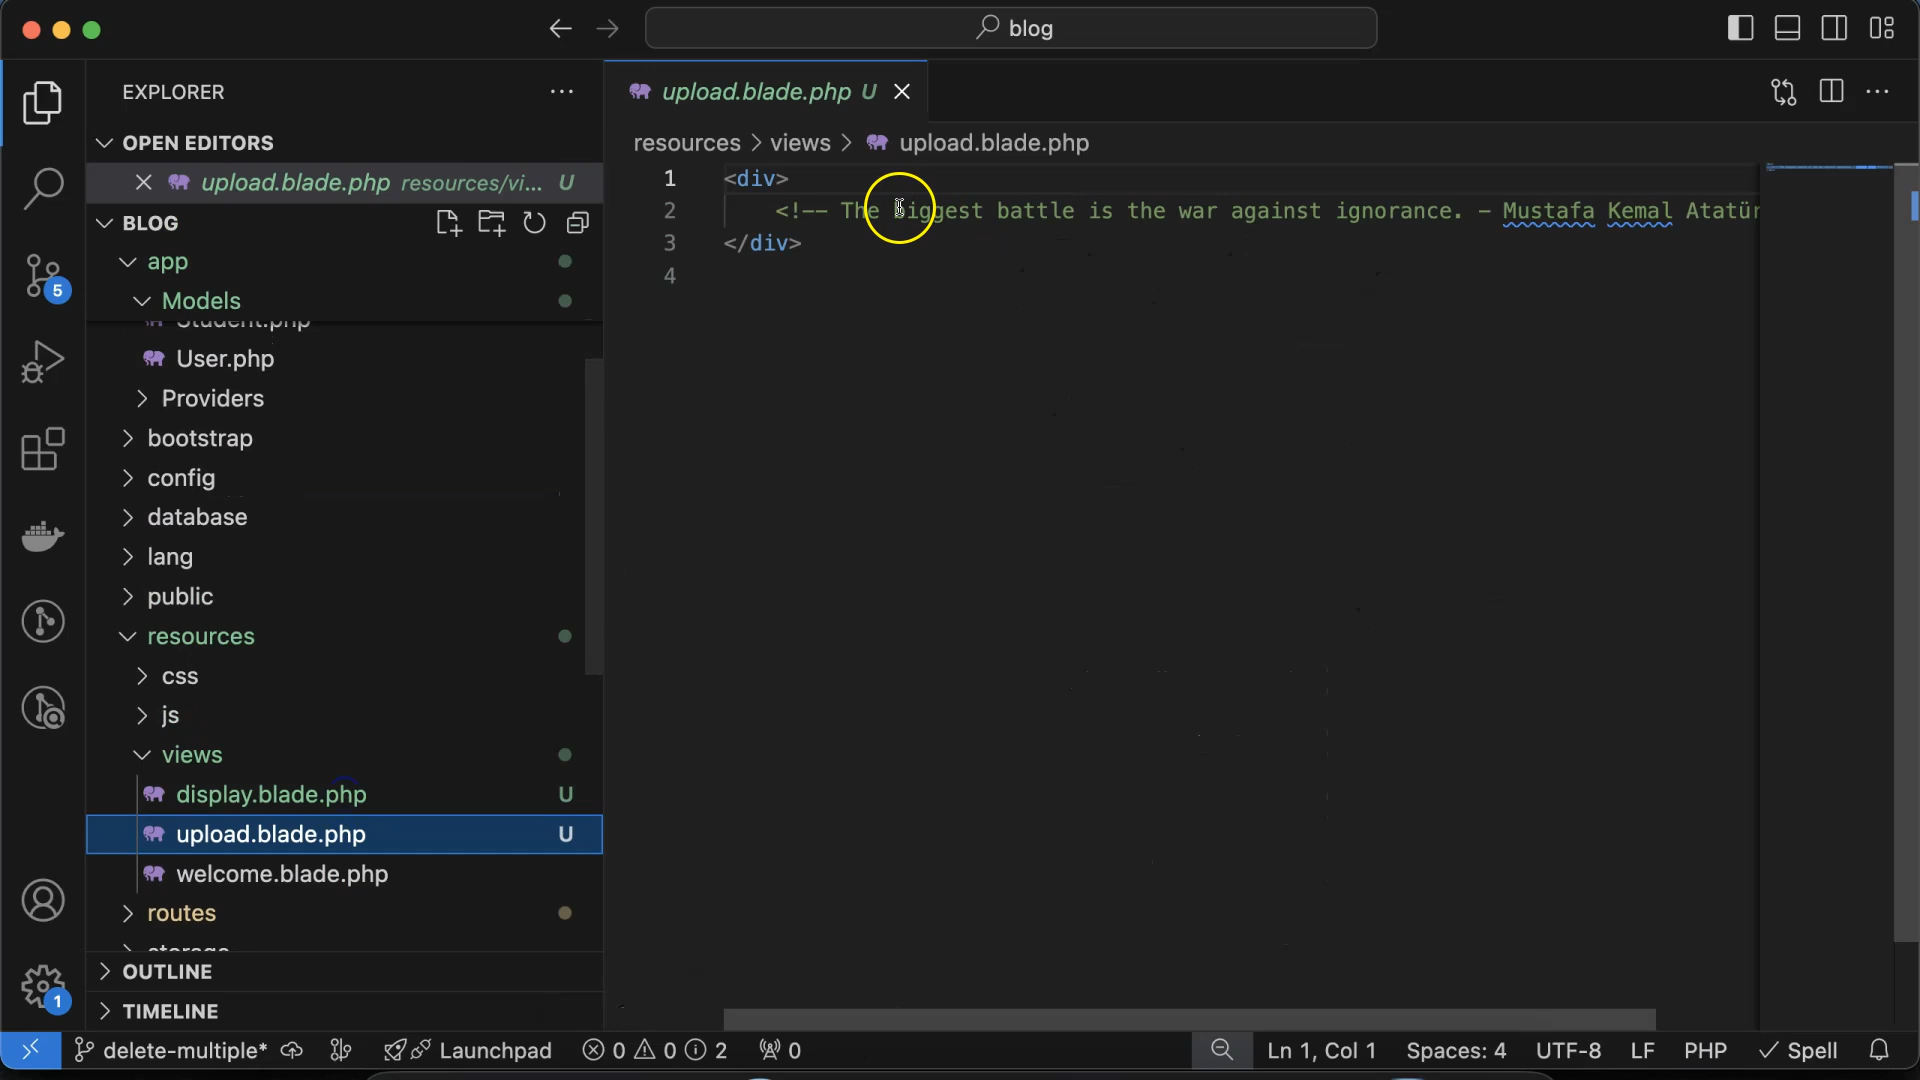 blog
EXPLORER
OPEN EDITORS
upload.blade.php resources/vi... U
BLOG
app
Models
Student.php
User.php
Providers
bootstrap
config
database
lang
public
resources
css
js
views
display.blade.php U
upload.blade.php U
welcome.blade.php
routes
storage
OUTLINE
TIMELINE
5
1
upload.blade.php U
resources > views > upload.blade.php
1 <div>
2 <!-- The biggest battle is the war against ignorance. - Mustafa Kemal Atatür
3 </div>
4
delete-multiple* Launchpad 0 0 2 0 Ln 1, Col 1 Spaces: 4 UTF-8 LF PHP Spell